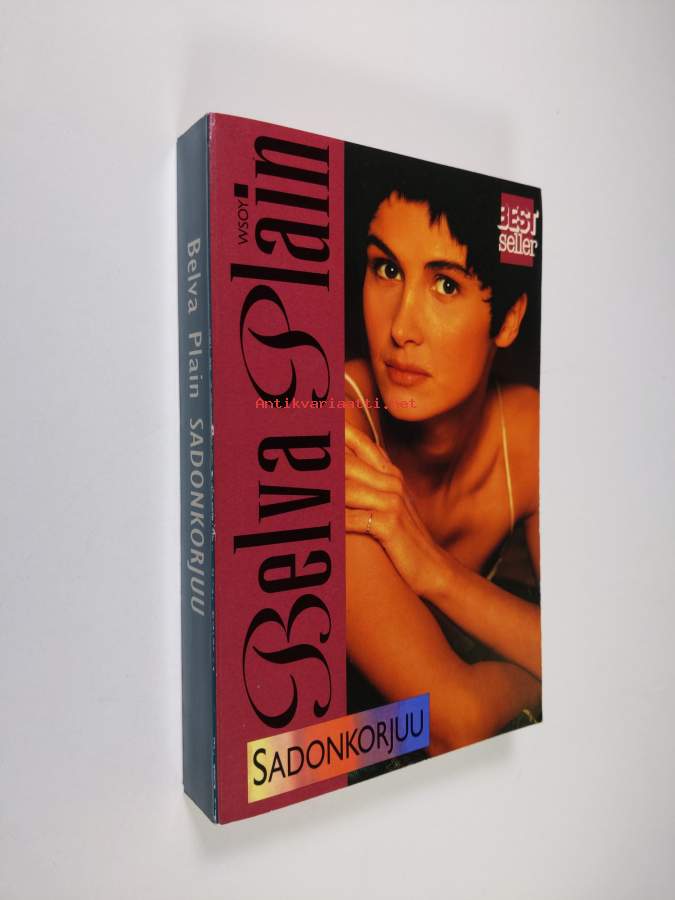 Belva Plain SADONKORJUU
WSOY
Belva Plain
BEST
seller
Antikvariaatti.net
SADONKORJUU